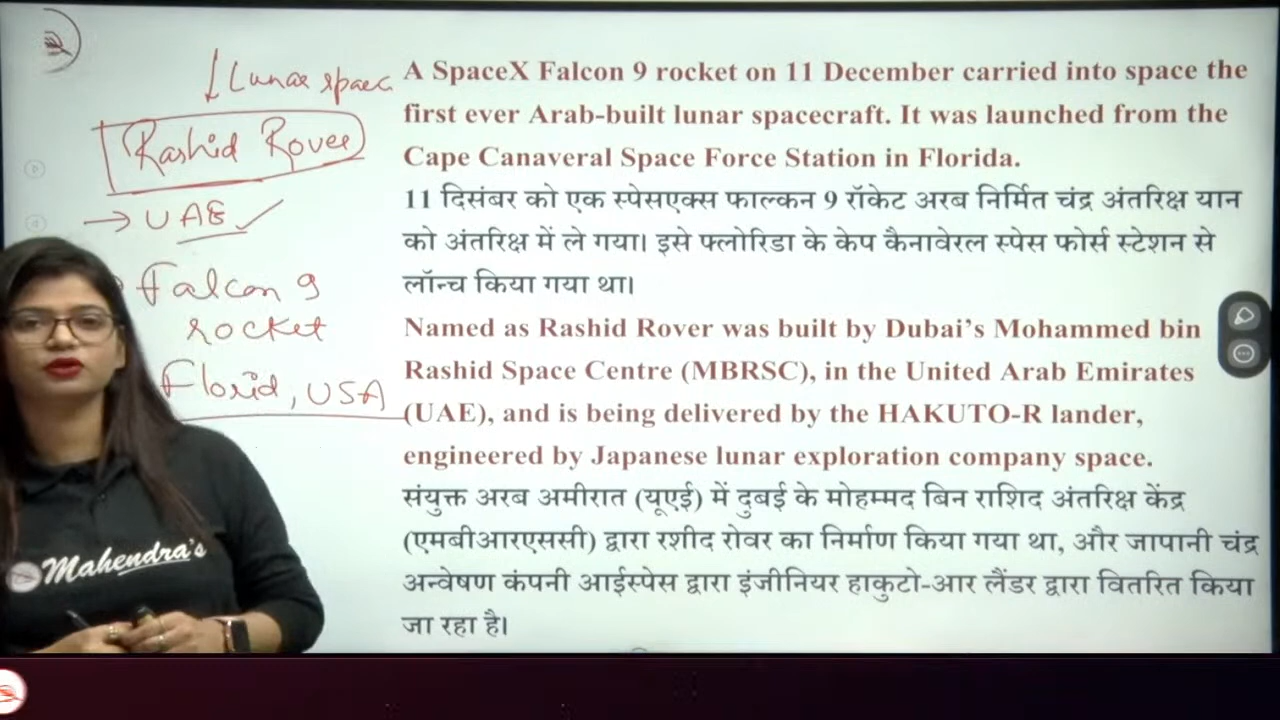 Lunar spaec
Rashid Rover
→ UAE ✓
Falcon 9
rocket
Florid, USA
A SpaceX Falcon 9 rocket on 11 December carried into space the
first ever Arab-built lunar spacecraft. It was launched from the
Cape Canaveral Space Force Station in Florida.
11 दिसंबर को एक स्पेसएक्स फाल्कन 9 रॉकेट अरब निर्मित चंद्र अंतरिक्ष यान
को अंतरिक्ष में ले गया। इसे फ्लोरिडा के केप कैनावेरल स्पेस फोर्स स्टेशन से
लॉन्च किया गया था।
Named as Rashid Rover was built by Dubai’s Mohammed bin
Rashid Space Centre (MBRSC), in the United Arab Emirates
(UAE), and is being delivered by the HAKUTO-R lander,
engineered by Japanese lunar exploration company space.
संयुक्त अरब अमीरात (यूएई) में दुबई के मोहम्मद बिन राशिद अंतरिक्ष केंद्र
(एमबीआरएससी) द्वारा रशीद रोवर का निर्माण किया गया था, और जापानी चंद्र
अन्वेषण कंपनी आईस्पेस द्वारा इंजीनियर हाकुटो-आर लैंडर द्वारा वितरित किया
जा रहा है।
Mahendra's